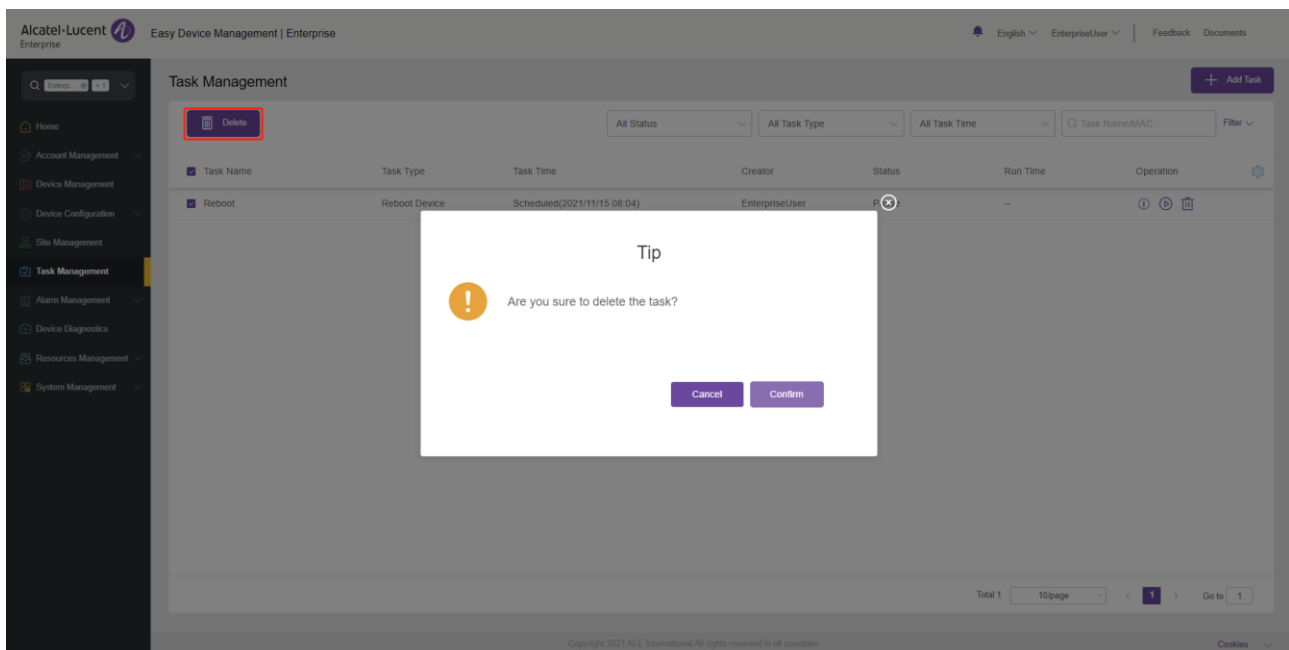 Alcatel-Lucent
Enterprise
Easy Device Management | Enterprise
English
EnterpriseUser
Feedback
Documents
Enterp...
+ 1
Home
Account Management
Device Management
Device Configuration
Site Management
Task Management
Alarm Management
Device Diagnostics
Resources Management
System Management
Task Management
+ Add Task
Delete
All Status
All Task Type
All Task Time
Task Name/MAC
Filter
Task Name
Task Type
Task Time
Creator
Status
Run Time
Operation
Reboot
Reboot Device
Scheduled(2021/11/15 08:04)
EnterpriseUser
--
Tip
Are you sure to delete the task?
Cancel
Confirm
Total 1
10/page
<
1
>
Go to
1
Copyright 2021 ALE International All rights reserved in all countries
Cookies